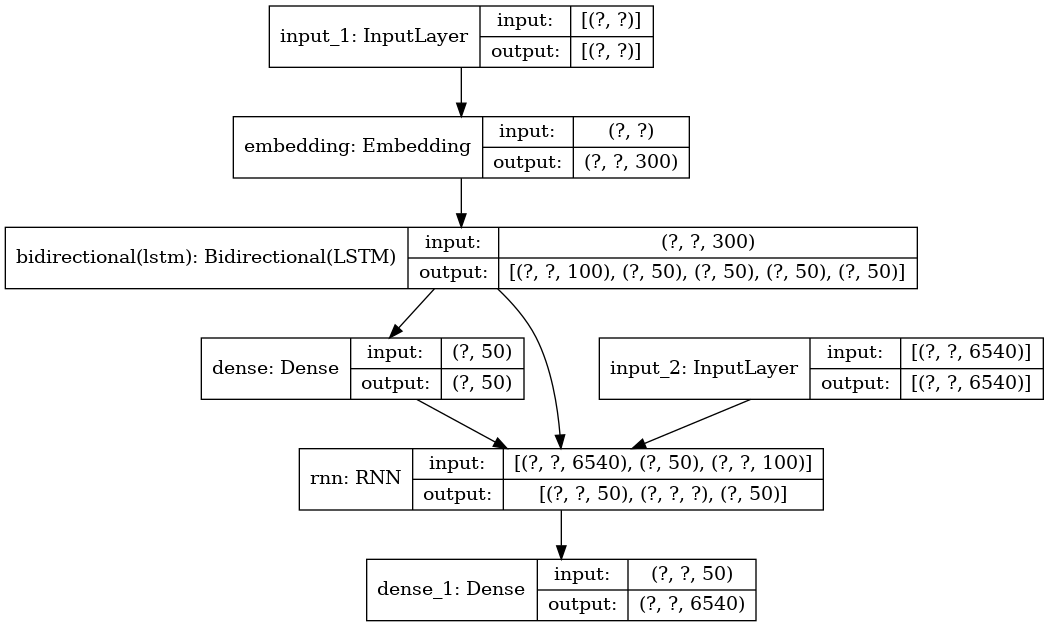 input_1: InputLayer
input: [(?, ?)]
output: [(?, ?)]
embedding: Embedding
input: (?, ?)
output: (?, ?, 300)
bidirectional(lstm): Bidirectional(LSTM)
input: (?, ?, 300)
output: [(?, ?, 100), (?, 50), (?, 50), (?, 50), (?, 50)]
dense: Dense
input: (?, 50)
output: (?, 50)
input_2: InputLayer
input: [(?, ?, 6540)]
output: [(?, ?, 6540)]
rnn: RNN
input: [(?, ?, 6540), (?, 50), (?, ?, 100)]
output: [(?, ?, 50), (?, ?, ?), (?, 50)]
dense_1: Dense
input: (?, ?, 50)
output: (?, ?, 6540)